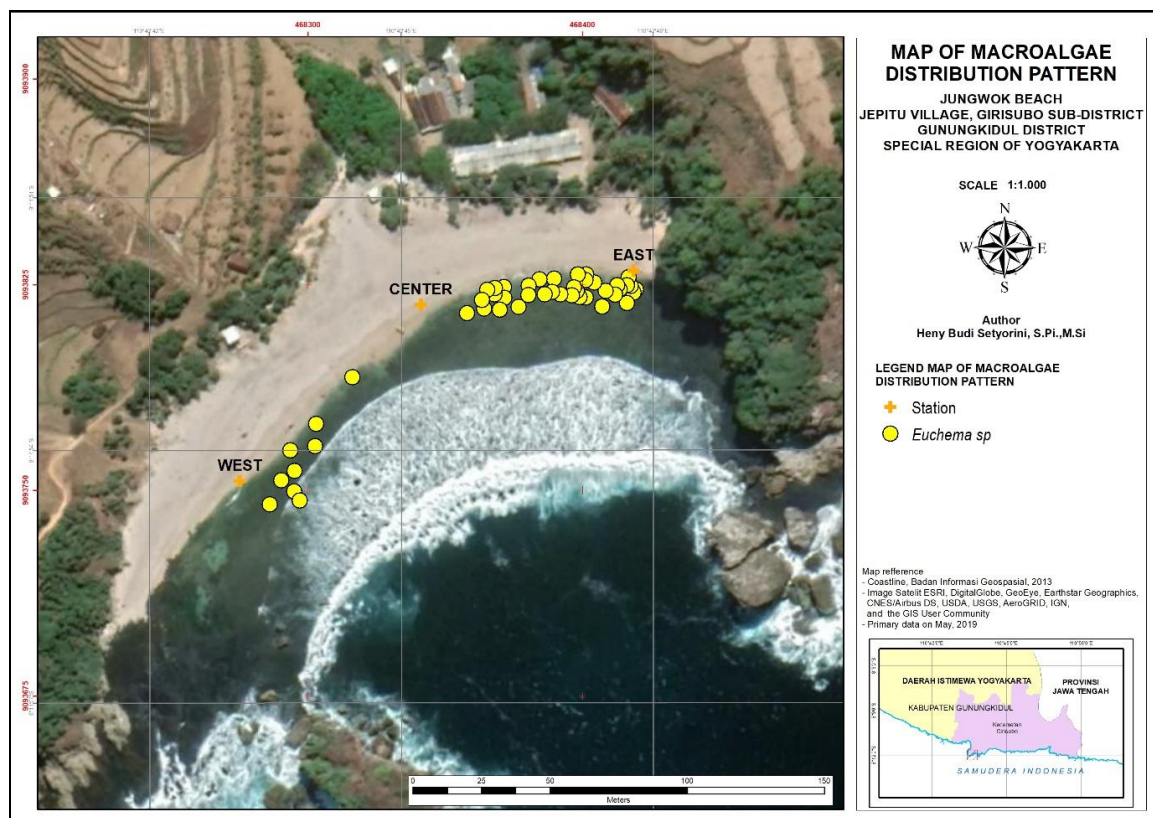 468300
468400
9093900
9093825
9093750
9093675
EAST
CENTER
WEST
0 25 50 100 150
Meters
MAP OF MACROALGAE
DISTRIBUTION PATTERN
JUNGWOK BEACH
JEPITU VILLAGE, GIRISUBO SUB-DISTRICT
GUNUNGKIDUL DISTRICT
SPECIAL REGION OF YOGYAKARTA
SCALE 1:1.000
N
W E
S
Author
Heny Budi Setyorini, S.Pi.,M.Si
LEGEND MAP OF MACROALGAE
DISTRIBUTION PATTERN
Station
Euchema sp
Map refference
- Coastline, Badan Informasi Geospasial, 2013
- Image Satelit ESRI, DigitalGlobe, GeoEye, Earthstar Geographics,
CNES/Airbus DS, USDA, USGS, AeroGRID, IGN,
and the GIS User Community
- Primary data on May, 2019
DAERAH ISTIMEWA YOGYAKARTA
PROVINSI
JAWA TENGAH
KABUPATEN GUNUNGKIDUL
Kecamatan
Girisubo
SAMUDERA INDONESIA